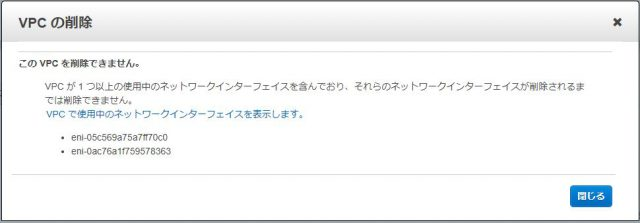 VPC の削除
この VPC を削除できません。
VPC が 1 つ以上の使用中のネットワークインターフェイスを含んでおり、それらのネットワークインターフェイスが削除されるま
では削除できません。
VPC で使用中のネットワークインターフェイスを表示します。
eni-05c569a75a7ff70c0
eni-0ac76a1f759578363
閉じる